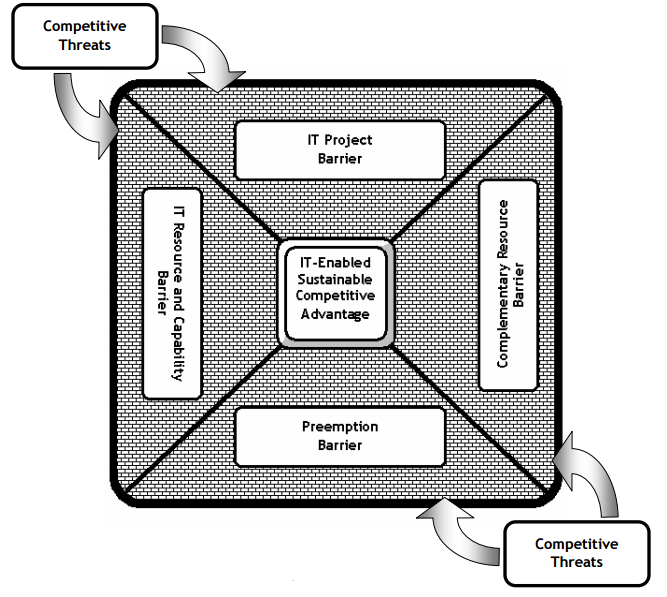 Competitive
Threats
IT Project
Barrier
IT Resource and Capability
Barrier
IT-Enabled
Sustainable
Competitive
Advantage
Complementary Resource
Barrier
Preemption
Barrier
Competitive
Threats